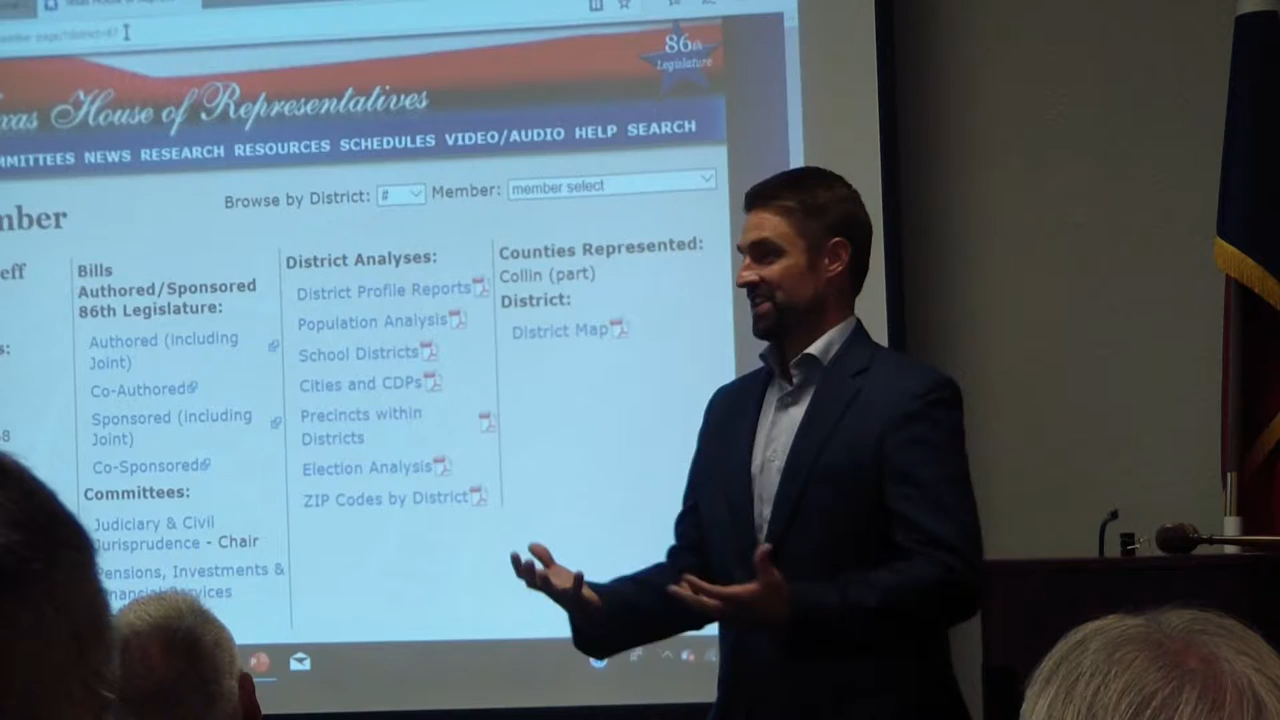 86th
Legislature
xas House of Representatives
MMITTEES NEWS RESEARCH RESOURCES SCHEDULES VIDEO/AUDIO HELP SEARCH
Browse by District: # Member: member select
mber
eff
s:
8
Bills
Authored/Sponsored
86th Legislature:
Authored (including
Joint)
Co-Authored
Sponsored (including
Joint)
Co-Sponsored
Committees:
Judiciary & Civil
Jurisprudence - Chair
Pensions, Investments &
District Analyses:
District Profile Reports
Population Analysis
School Districts
Cities and CDPs
Precincts within
Districts
Election Analysis
ZIP Codes by District
Counties Represented:
Collin (part)
District:
District Map